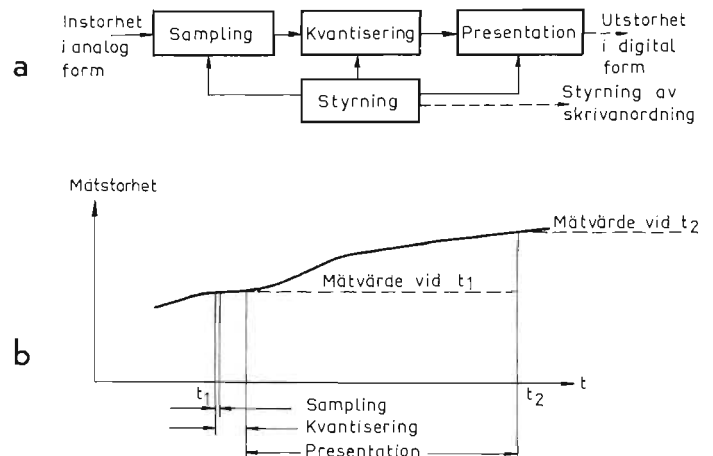 Instorhet
i analog
form
Sampling
Kvantisering
Presentation
Utstorhet
i digital
form
a
Styrning
Styrning av
skrivanordning
Mätstorhet
Mätvärde vid t2
Mätvärde vid t1
b
t1
t2
t
Sampling
Kvantisering
Presentation